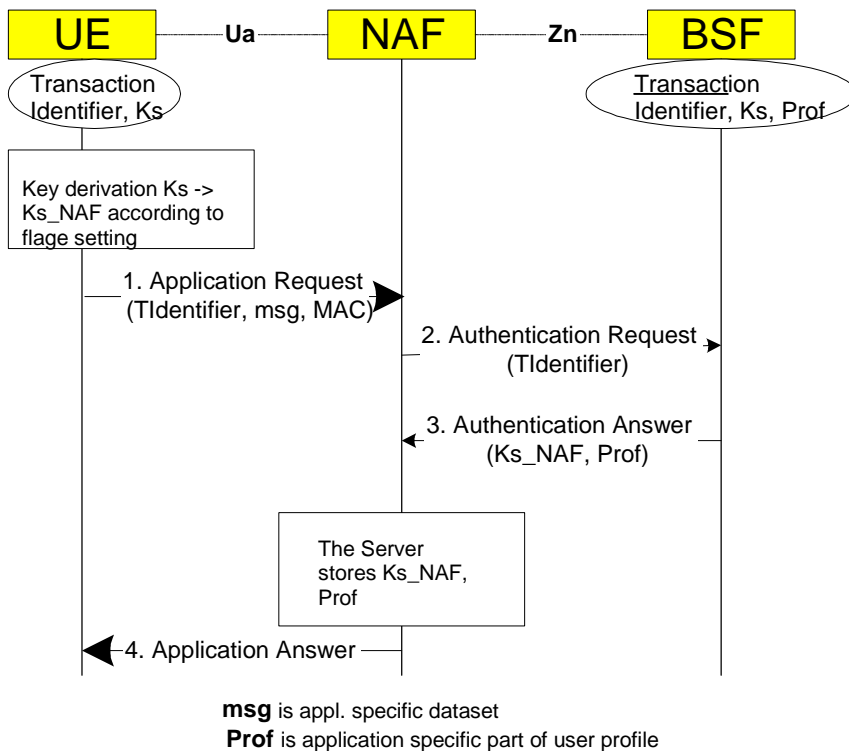 UE Ua NAF Zn BSF
Transaction
Identifier, Ks
Transaction
Identifier, Ks, Prof
Key derivation Ks ->
Ks_NAF according to
flage setting
1. Application Request
(TIdentifier, msg, MAC)
2. Authentication Request
(TIdentifier)
3. Authentication Answer
(Ks_NAF, Prof)
The Server
stores Ks_NAF,
Prof
4. Application Answer
msg is appl. specific dataset
Prof is application specific part of user profile